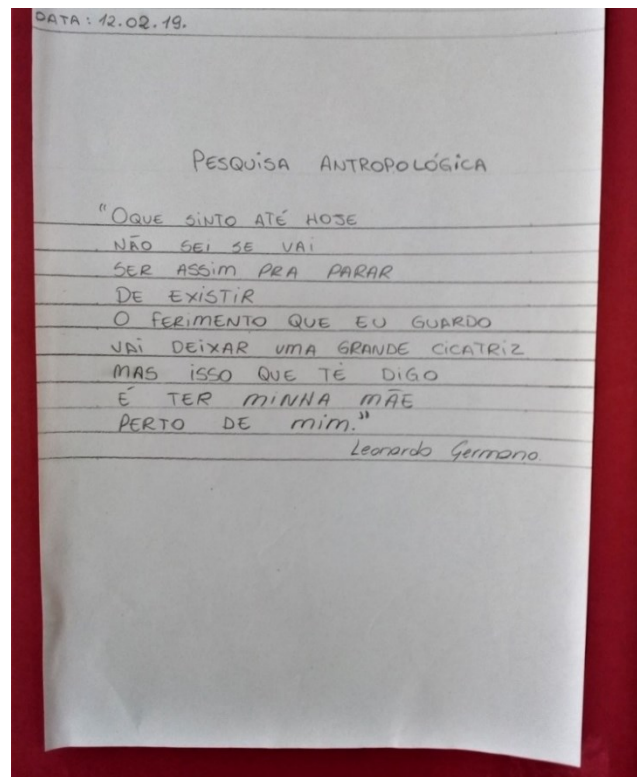 DATA: 12.02.19.
PESQUISA ANTROPOLÓGICA
"OQUE SINTO ATÉ HOJE
NÃO SEI SE VAI
SER ASSIM PRA PARAR
DE EXISTIR
O FERIMENTO QUE EU GUARDO
VAI DEIXAR UMA GRANDE CICATRIZ
MAS ISSO QUE TÉ DIGO
É TER MINHA MÃE
PERTO DE MIM."
Leonardo Germano.